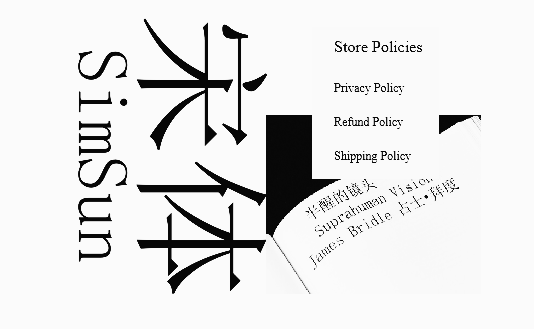 宋体
SimSun
Store Policies
Privacy Policy
Refund Policy
Shipping Policy
半醒的镜头
Suprahuman Vision
James Bridle 占士•拜度